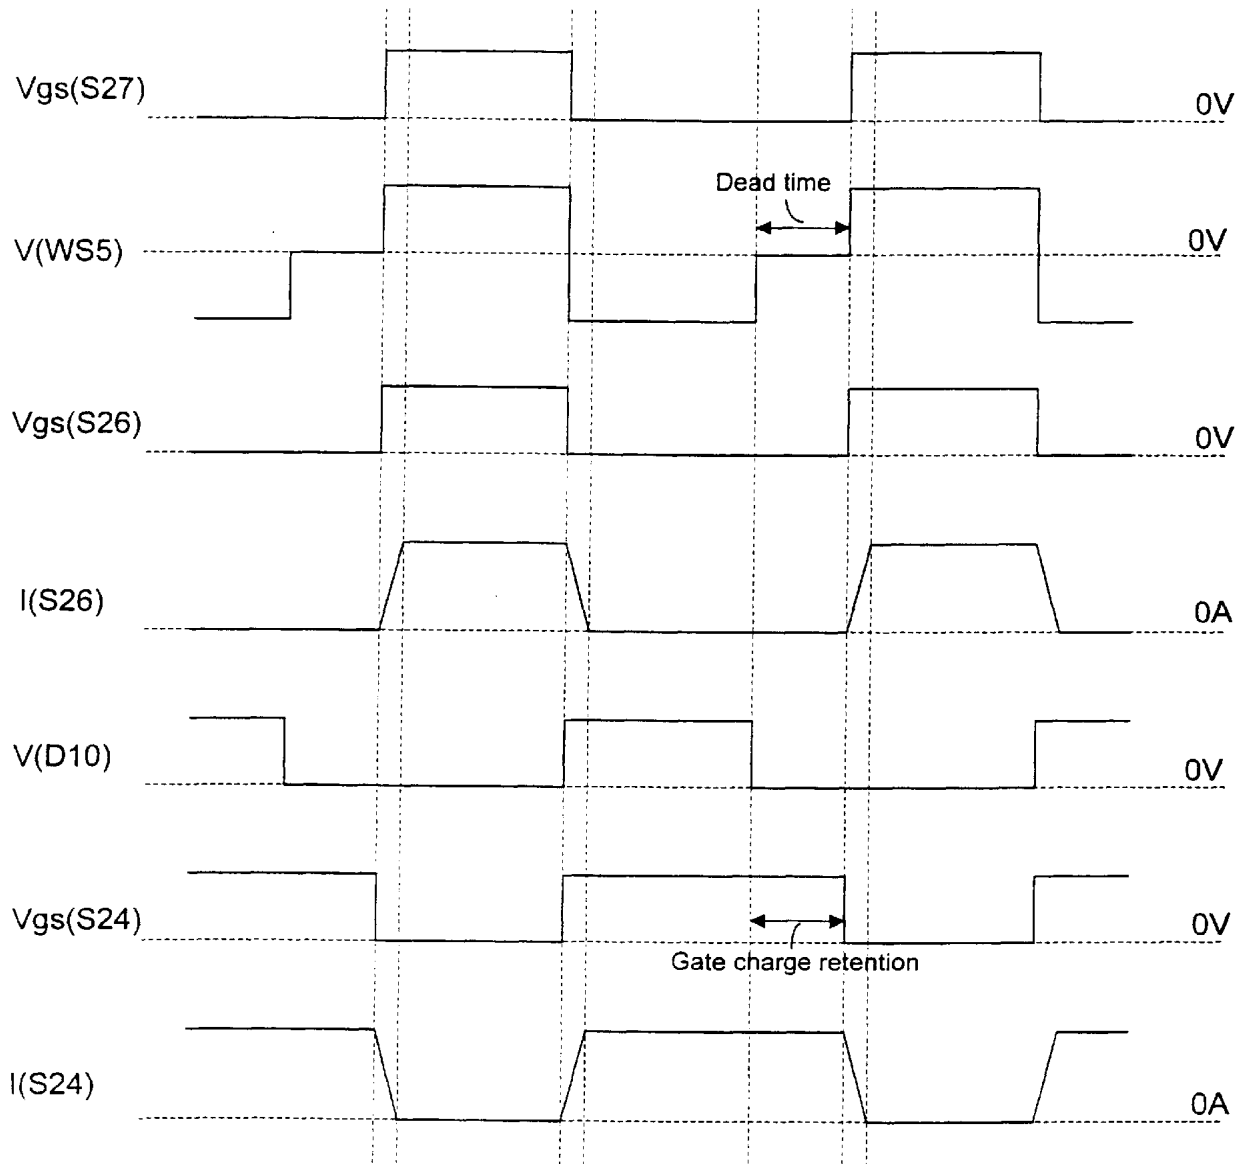 Vgs(S27)
0V
Dead time
V(WS5)
0V
Vgs(S26)
0V
I(S26)
0A
V(D10)
0V
Vgs(S24)
0V
Gate charge retention
I(S24)
0A